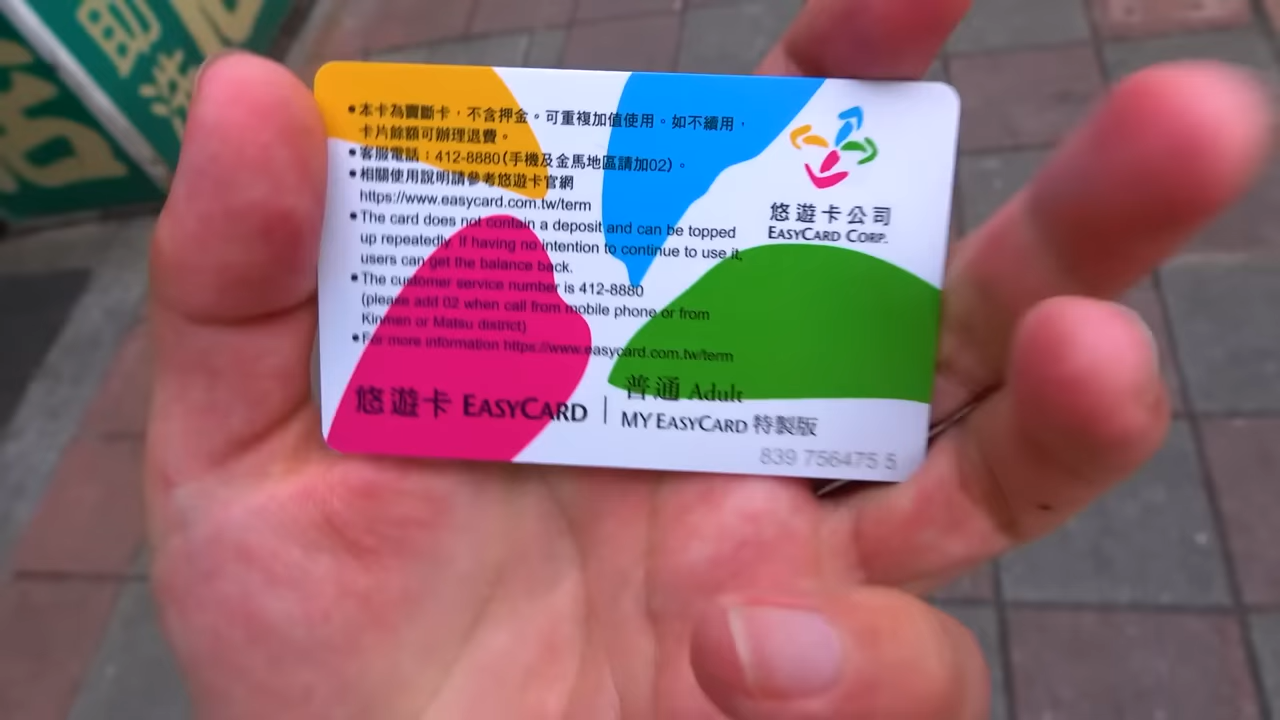 •本卡為賣斷卡，不含押金。可重複加值使用。如不續用，
卡片餘額可辦理退費。
•客服電話：412-8880(手機及金馬地區請加02)。
•相關使用說明請參考悠遊卡官網
https://www.easycard.com.tw/term
•The card does not contain a deposit and can be topped
up repeatedly. If having no intention to continue to use it,
users can get the balance back.
•The customer service number is 412-8880
(please add 02 when call from mobile phone or from
Kinmen or Matsu district)
•For more information https://www.easycard.com.tw/term
悠遊卡公司
EASYCARD CORP.
悠遊卡 EASYCARD
普通 Adult
MY EASYCARD 特製版
839 756475 5